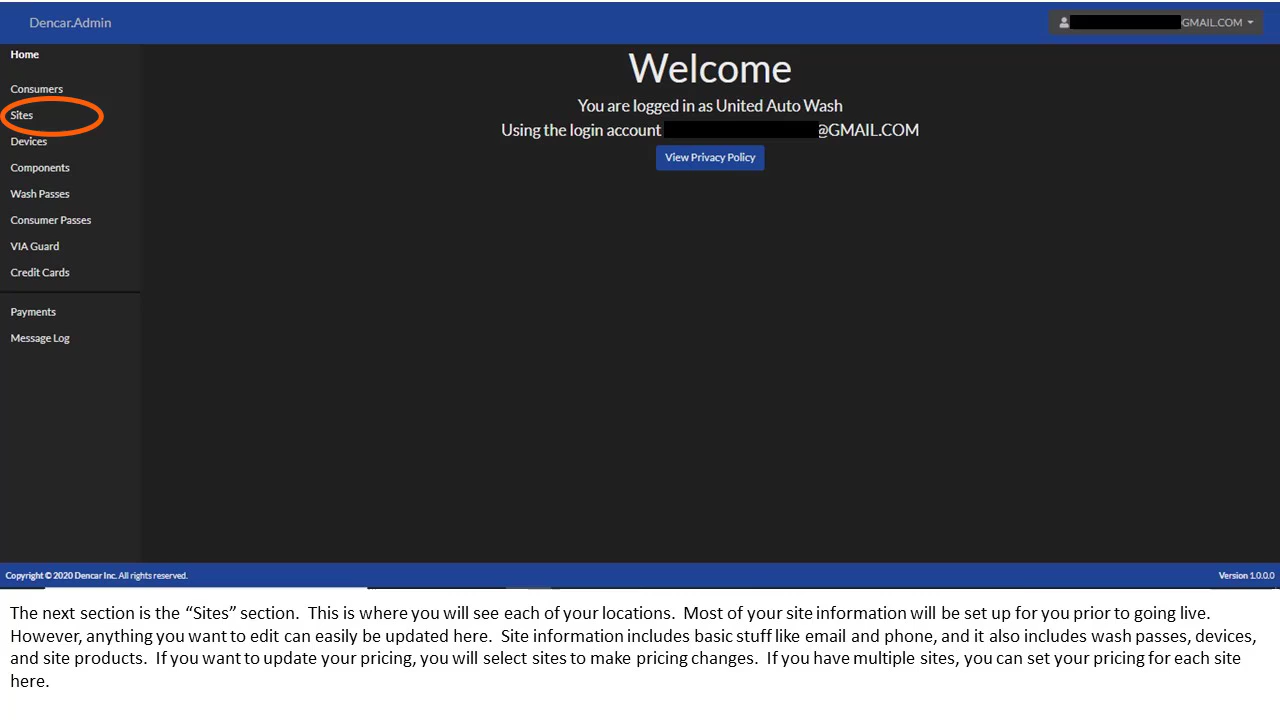 Dencar.Admin
GMAIL.COM
Home
Consumers
Sites
Devices
Components
Wash Passes
Consumer Passes
VIA Guard
Credit Cards
Payments
Message Log
Welcome
You are logged in as United Auto Wash
Using the login account @GMAIL.COM
View Privacy Policy
Copyright © 2020 Dencar Inc. All rights reserved.
Version 1.0.0.0
The next section is the “Sites” section.  This is where you will see each of your locations.  Most of your site information will be set up for you prior to going live.
However, anything you want to edit can easily be updated here.  Site information includes basic stuff like email and phone, and it also includes wash passes, devices,
and site products.  If you want to update your pricing, you will select sites to make pricing changes.  If you have multiple sites, you can set your pricing for each site
here.